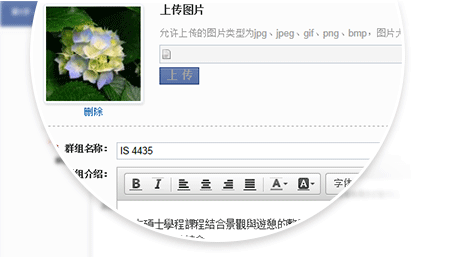 上传图片
允许上传的图片类型为jpg、jpeg、gif、png、bmp，图片大
上 传
删除
群组名称：
IS 4435
组介绍：
B I A A 字体
碩士學程課程結合景觀與遊憩的